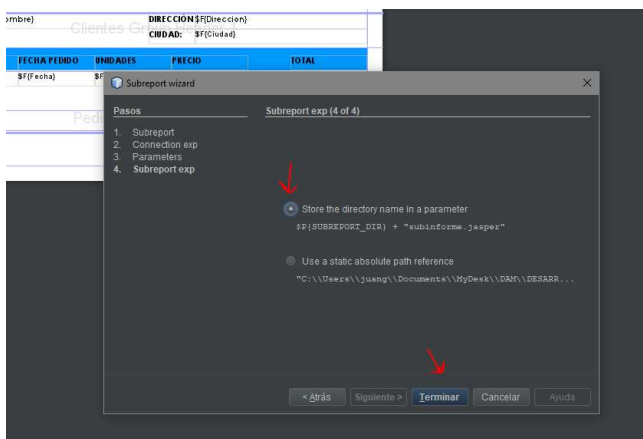 ombre}
DIRECCIÓN $F{Direccion}
Clientes Gro
CIUDAD: $F{Ciudad}
FECHA PEDIDO UNIDADES PRECIO TOTAL
$F{Fecha} $F
Subreport wizard
Pedi
Pasos
Subreport exp (4 of 4)
1. Subreport
2. Connection exp
3. Parameters
4. Subreport exp
Store the directory name in a parameter
$P{SUBREPORT_DIR} + "subinforme.jasper"
Use a static absolute path reference
"C:\\Users\\juang\\Documents\\MyDesk\\DAM\\DESARR...
< Atrás Siguiente > Terminar Cancelar Ayuda